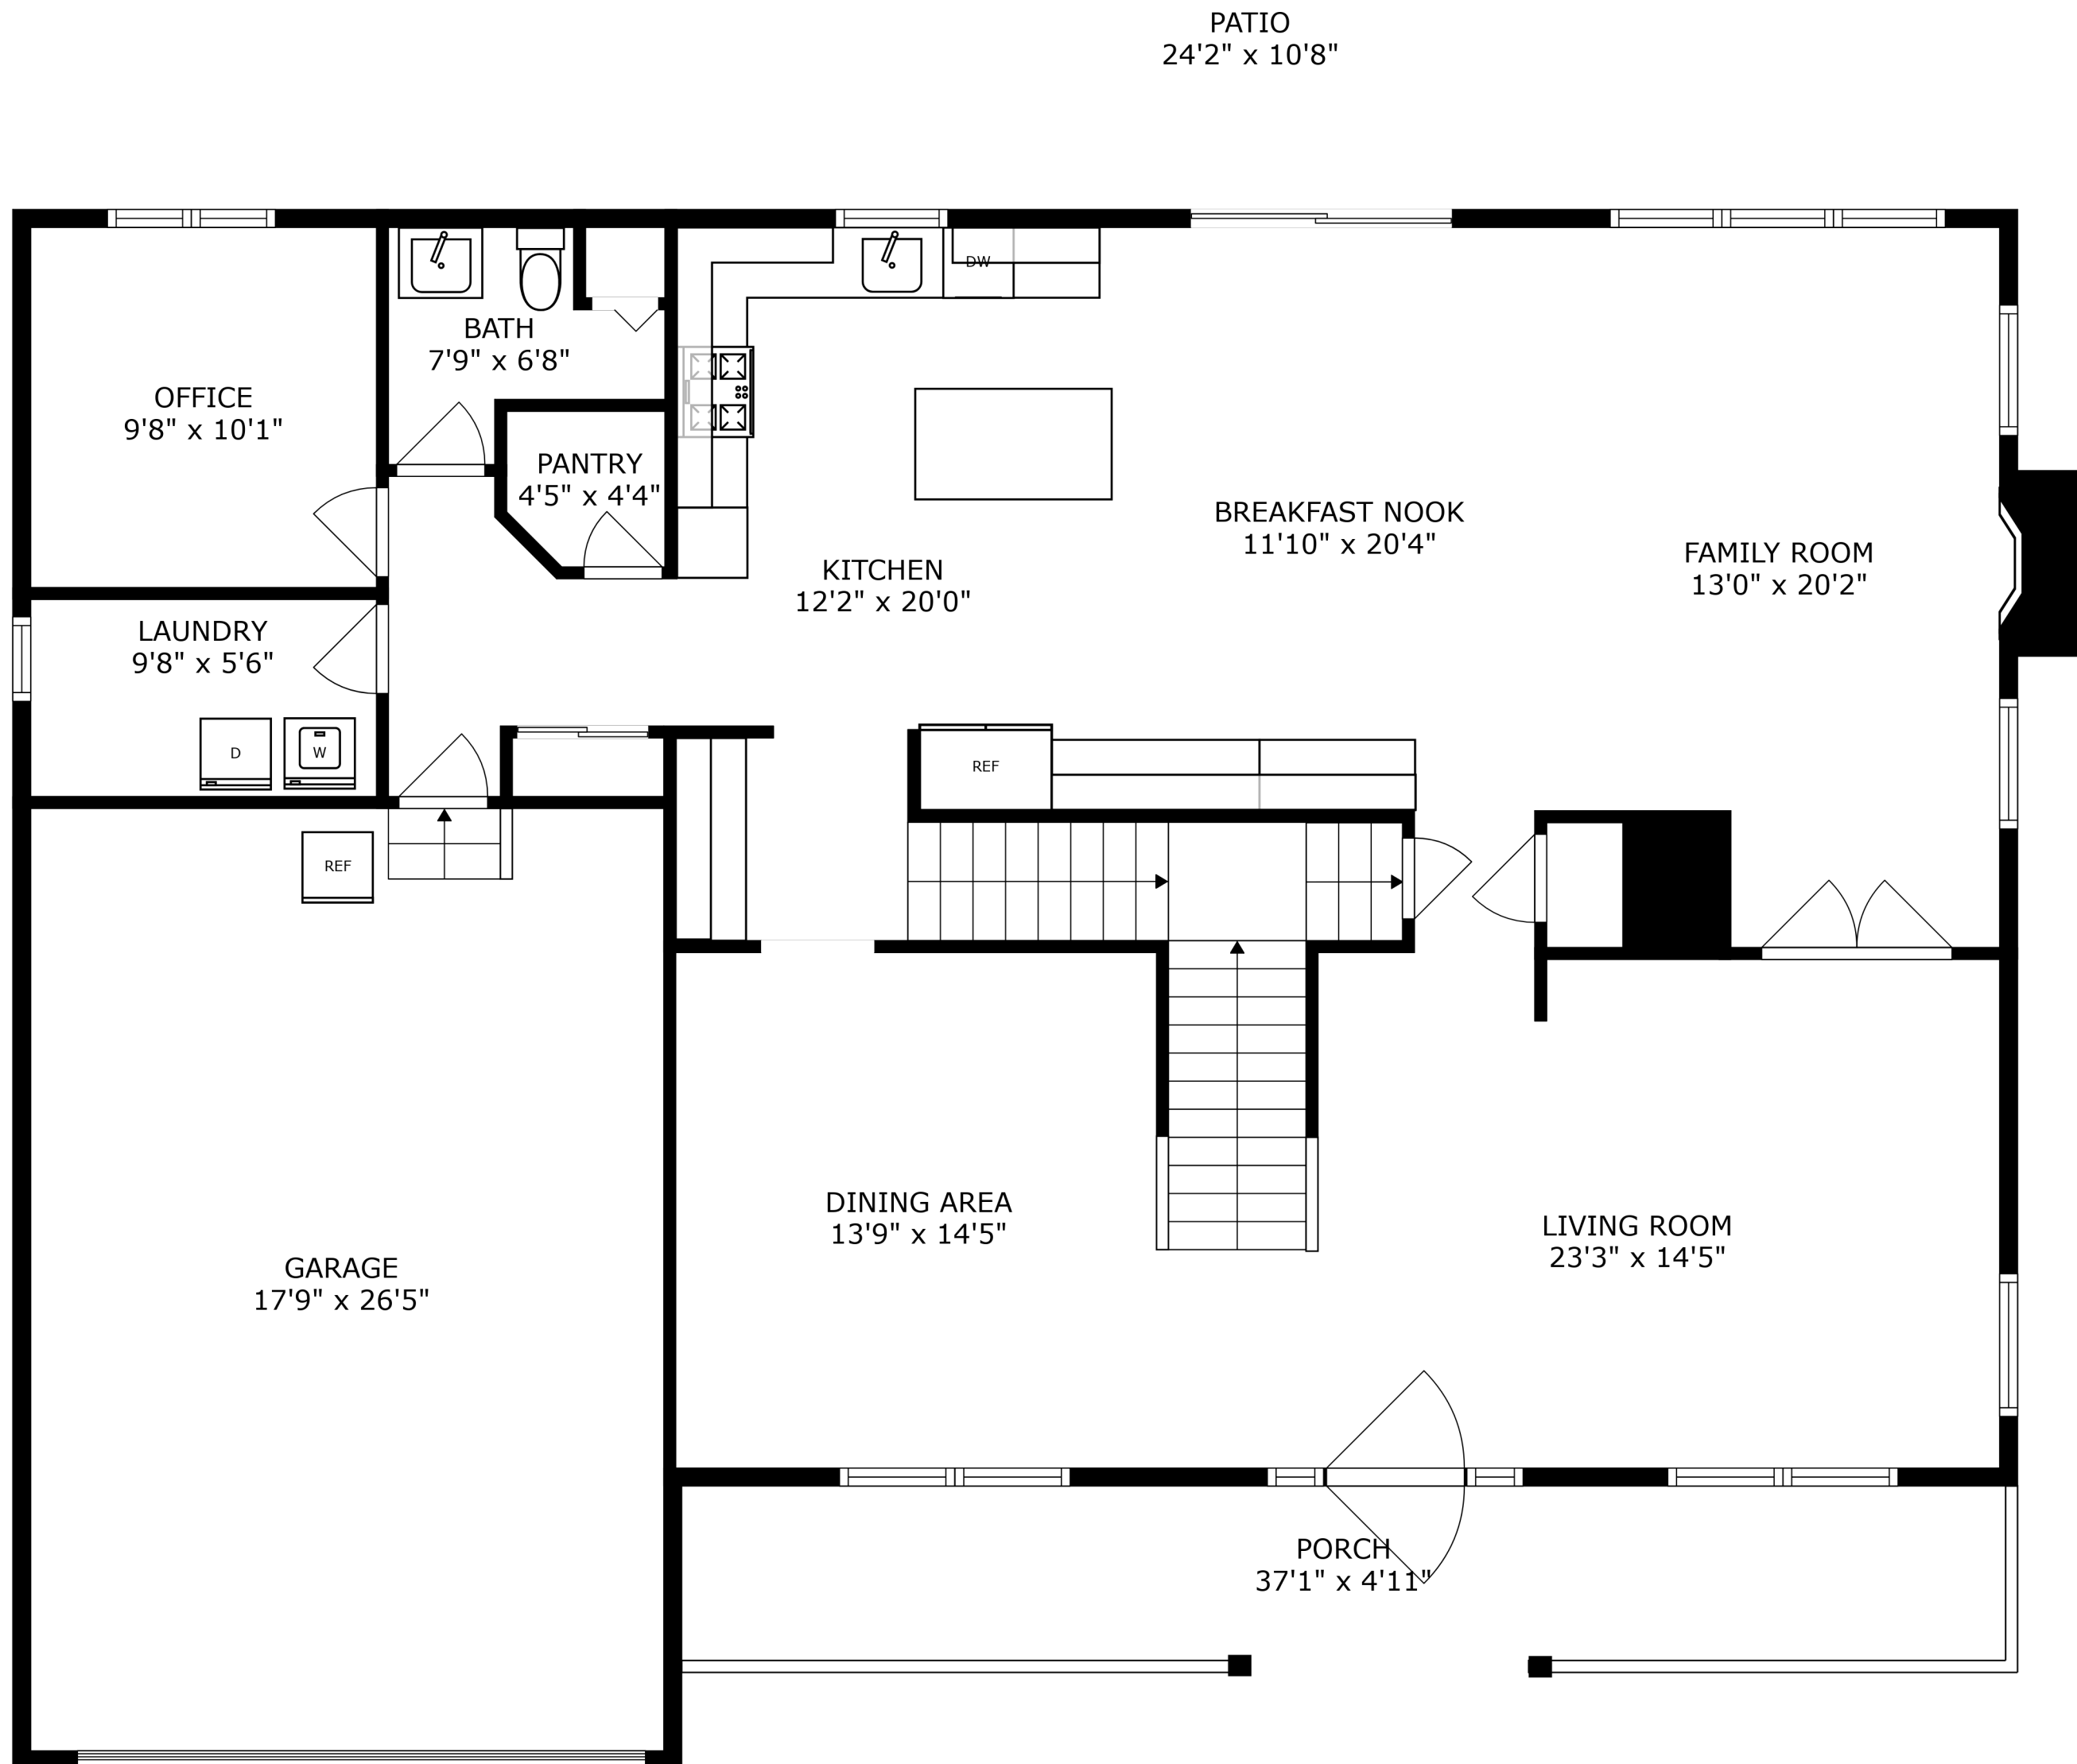 PATIO
24'2" x 10'8"
DW
BATH
7'9" x 6'8"
OFFICE
9'8" x 10'1"
PANTRY
4'5" x 4'4"
BREAKFAST NOOK
11'10" x 20'4"
FAMILY ROOM
13'0" x 20'2"
KITCHEN
12'2" x 20'0"
LAUNDRY
9'8" x 5'6"
D
W
REF
REF
DINING AREA
13'9" x 14'5"
LIVING ROOM
23'3" x 14'5"
GARAGE
17'9" x 26'5"
PORCH
37'1" x 4'11"